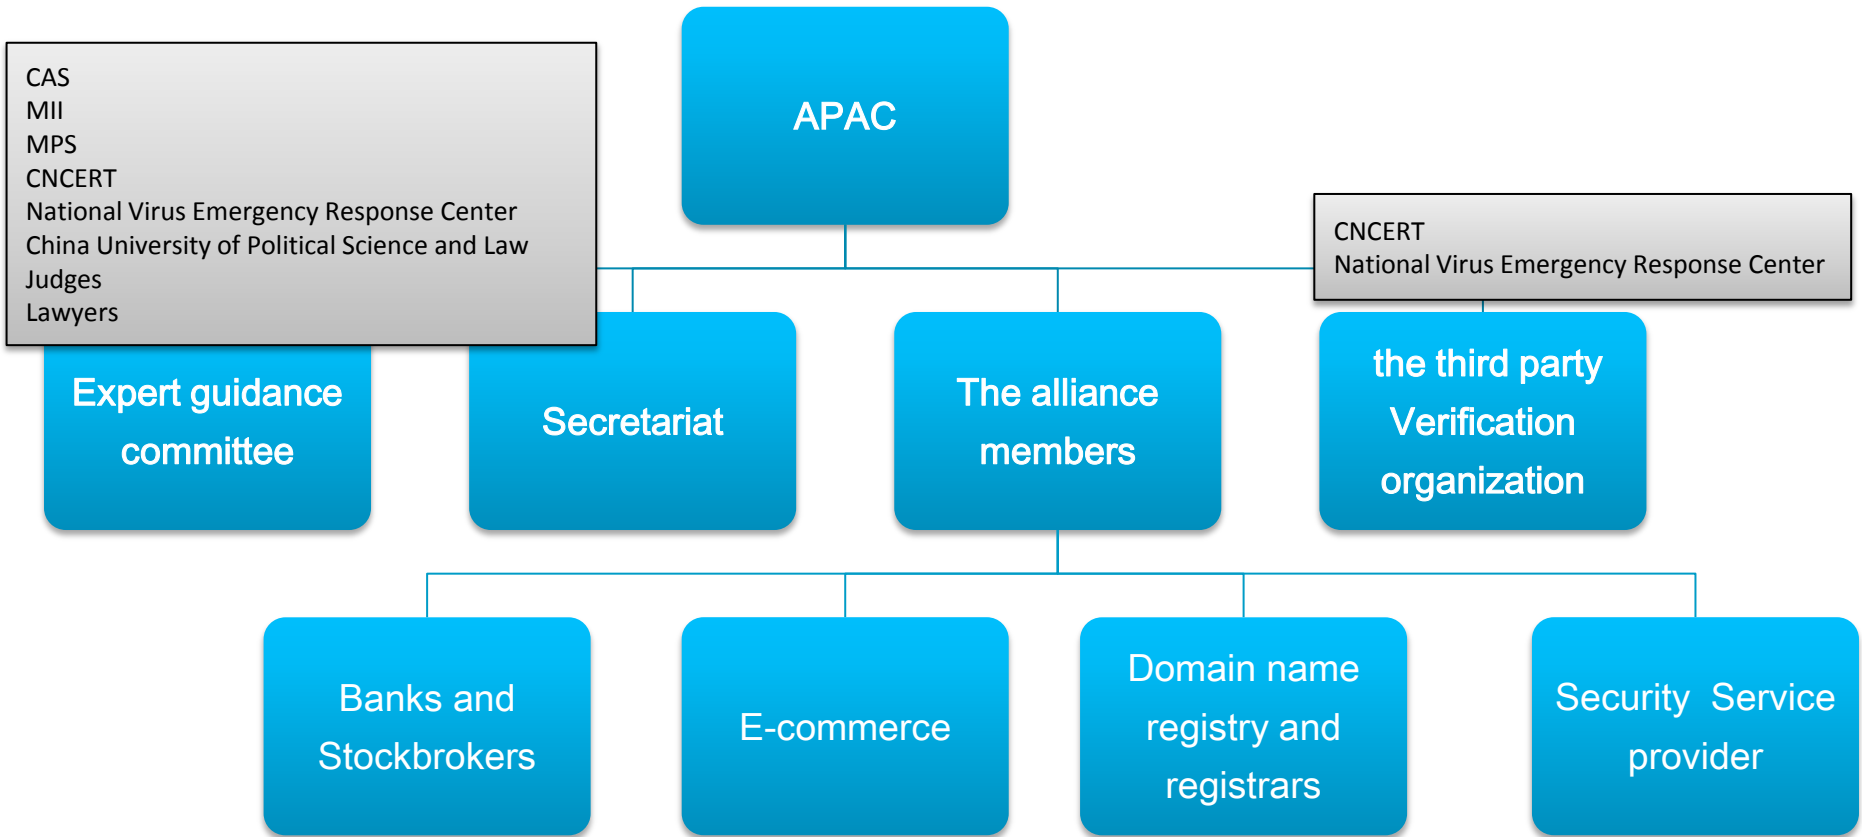 APAC
CAS
MII
MPS
CNCERT
National Virus Emergency Response Center
China University of Political Science and Law
Judges
Lawyers
CNCERT
National Virus Emergency Response Center
Expert guidance
committee
Secretariat
The alliance
members
the third party
Verification
organization
Banks and
Stockbrokers
E-commerce
Domain name
registry and
registrars
Security  Service
provider